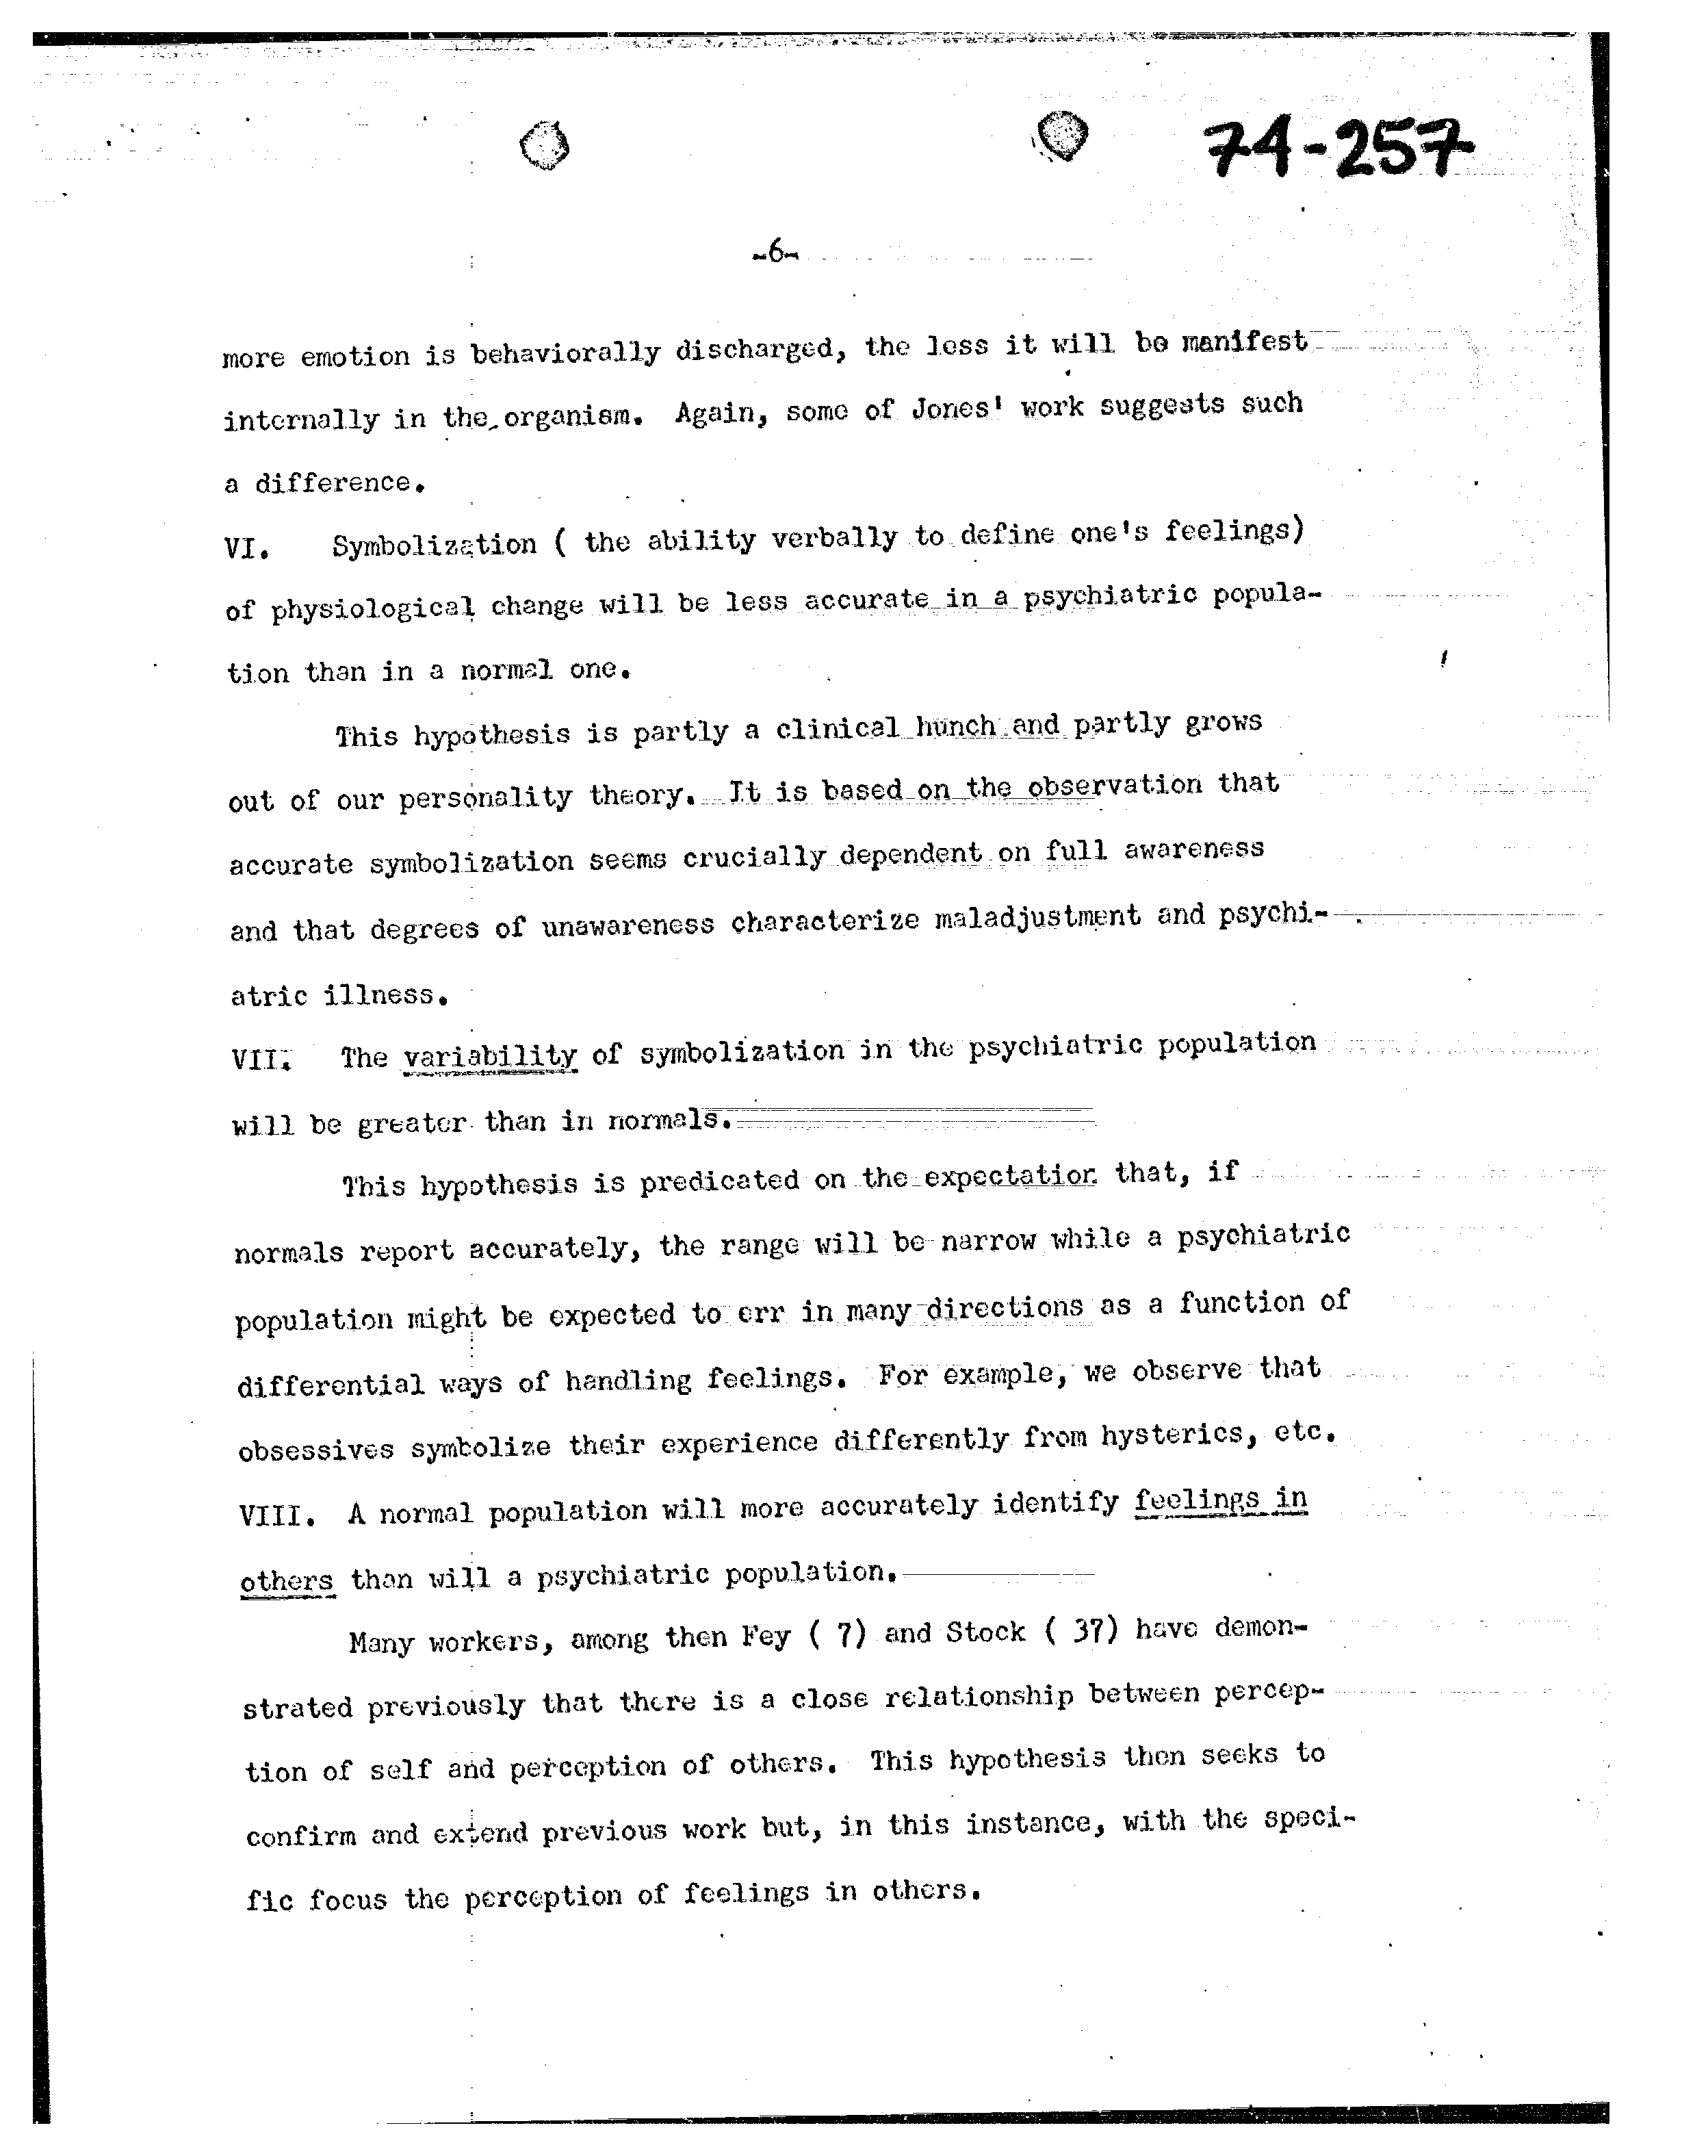 74-257
-6-
more emotion is behaviorally discharged, the less it will be manifest
internally in the organism. Again, some of Jones' work suggests such
a difference.
VI. Symbolization ( the ability verbally to define one's feelings)
of physiological change will be less accurate in a psychiatric popula-
tion than in a normal one.
This hypothesis is partly a clinical hunch and partly grows
out of our personality theory. It is based on the observation that
accurate symbolization seems crucially dependent on full awareness
and that degrees of unawareness characterize maladjustment and psychi-
atric illness.
VII. The variability of symbolization in the psychiatric population
will be greater than in normals.
This hypothesis is predicated on the expectation that, if
normals report accurately, the range will be narrow while a psychiatric
population might be expected to err in many directions as a function of
differential ways of handling feelings. For example, we observe that
obsessives symbolize their experience differently from hysterics, etc.
VIII. A normal population will more accurately identify feelings in
others than will a psychiatric population.
Many workers, among then Fey ( 7) and Stock ( 37) have demon-
strated previously that there is a close relationship between percep-
tion of self and perception of others. This hypothesis then seeks to
confirm and extend previous work but, in this instance, with the speci-
fic focus the perception of feelings in others.